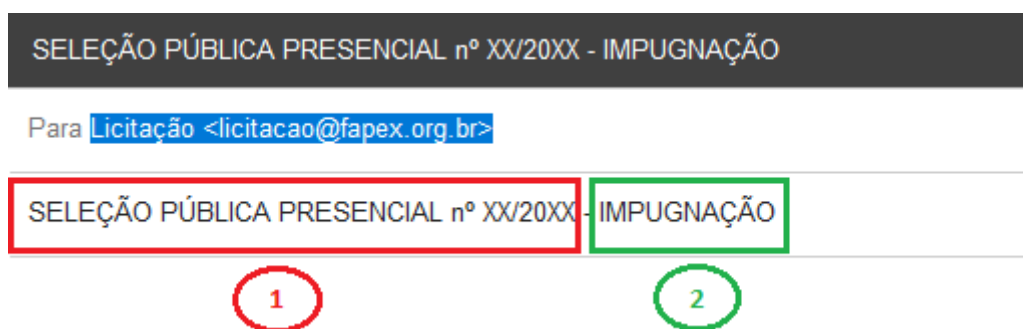 SELEÇÃO PÚBLICA PRESENCIAL nº XX/20XX - IMPUGNAÇÃO
Para Licitação <licitacao@fapex.org.br>
SELEÇÃO PÚBLICA PRESENCIAL nº XX/20XX - IMPUGNAÇÃO
1 2